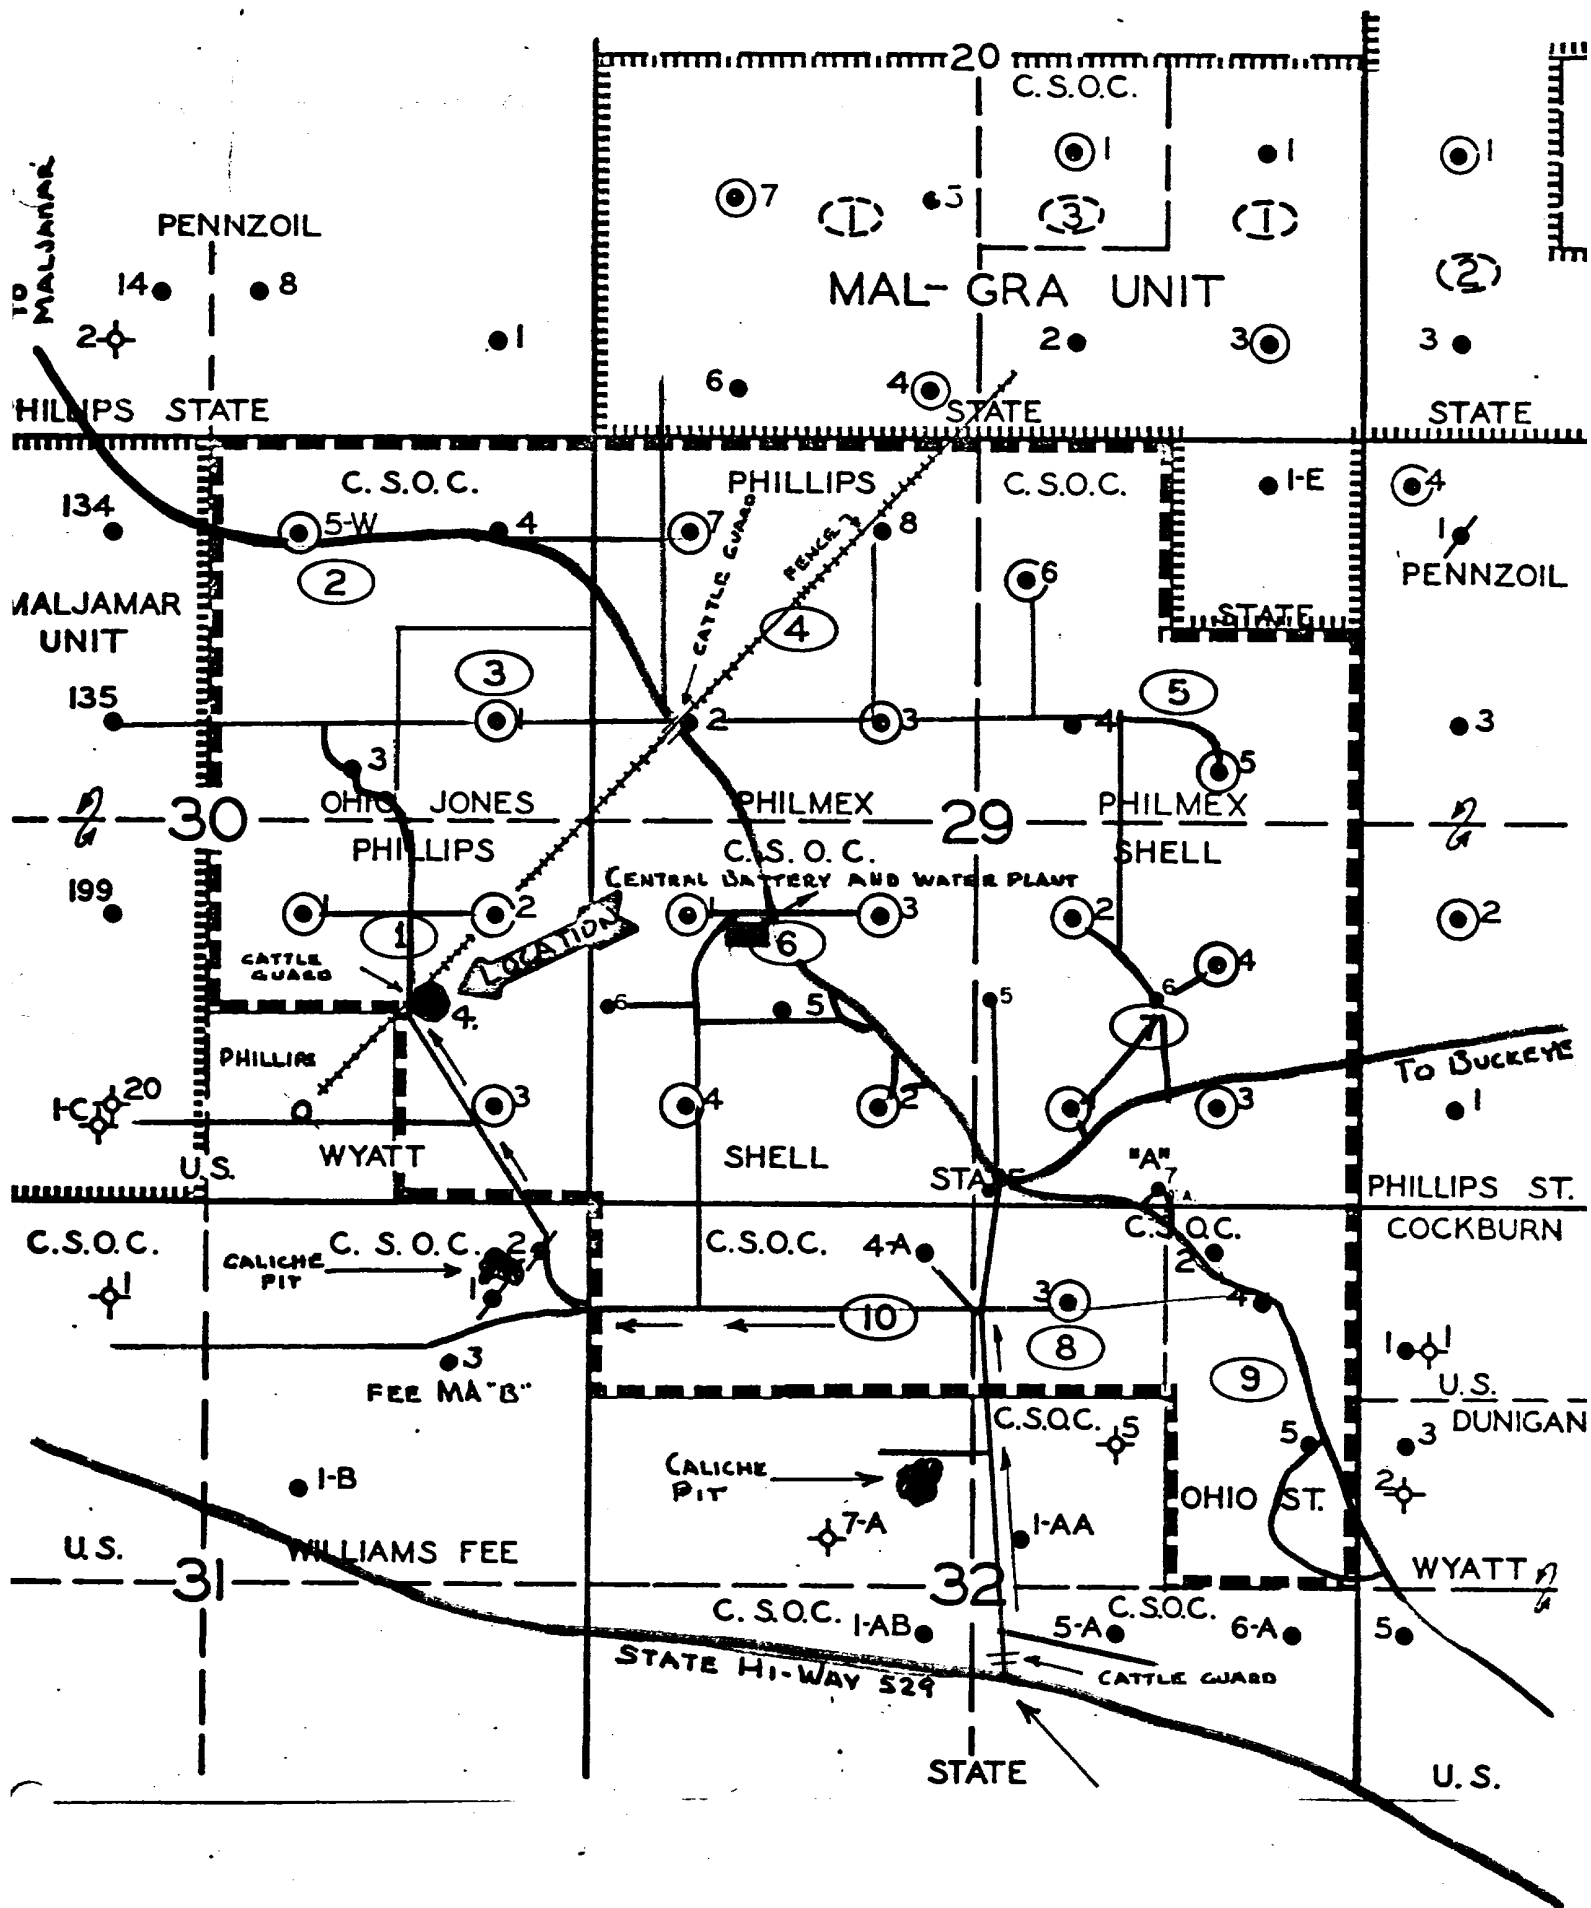 20
C.S.O.C.
1
1
1
7
1
5
3
1
TO MALJAMAR
PENNZOIL
2
14
8
MAL-GRA UNIT
2
1
2
3
3
6
4
HILLIPS STATE
STATE
STATE
C.S.O.C.
PHILLIPS
C.S.O.C.
1-E
4
134
5-W
4
7
8
1
CATTLE GUARD
FENCE
2
6
PENNZOIL
MALJAMAR
UNIT
4
STATE
3
5
135
1
2
3
4
3
3
5
OHIO JONES
PHILMEX
PHILMEX
30
29
PHILLIPS
C.S.O.C.
SHELL
CENTRAL BATTERY AND WATER PLANT
199
1
2
1
3
2
2
1
LOCATION
6
CATTLE
GUARD
4
4.
6
5
5
6
7
PHILLIPS
TO BUCKEYE
20
1-C
3
4
2
3
1
WYATT
SHELL
"A"
U.S.
STATE
7
PHILLIPS ST.
C.S.O.C.
C.S.O.C.
2
C.S.O.C.
4-A
C.S.O.C.
COCKBURN
CALICHE
PIT
2
1
1
3
4
10
8
1
1
3
FEE MA "B"
9
U.S.
C.S.O.C.
5
5
3
DUNIGAN
CALICHE
PIT
1-B
OHIO ST.
2
7-A
1-AA
U.S.
WILLIAMS FEE
WYATT
31
32
C.S.O.C.
C.S.O.C.
1-AB
5-A
6-A
5
STATE HI-WAY 529
CATTLE GUARD
STATE
U.S.